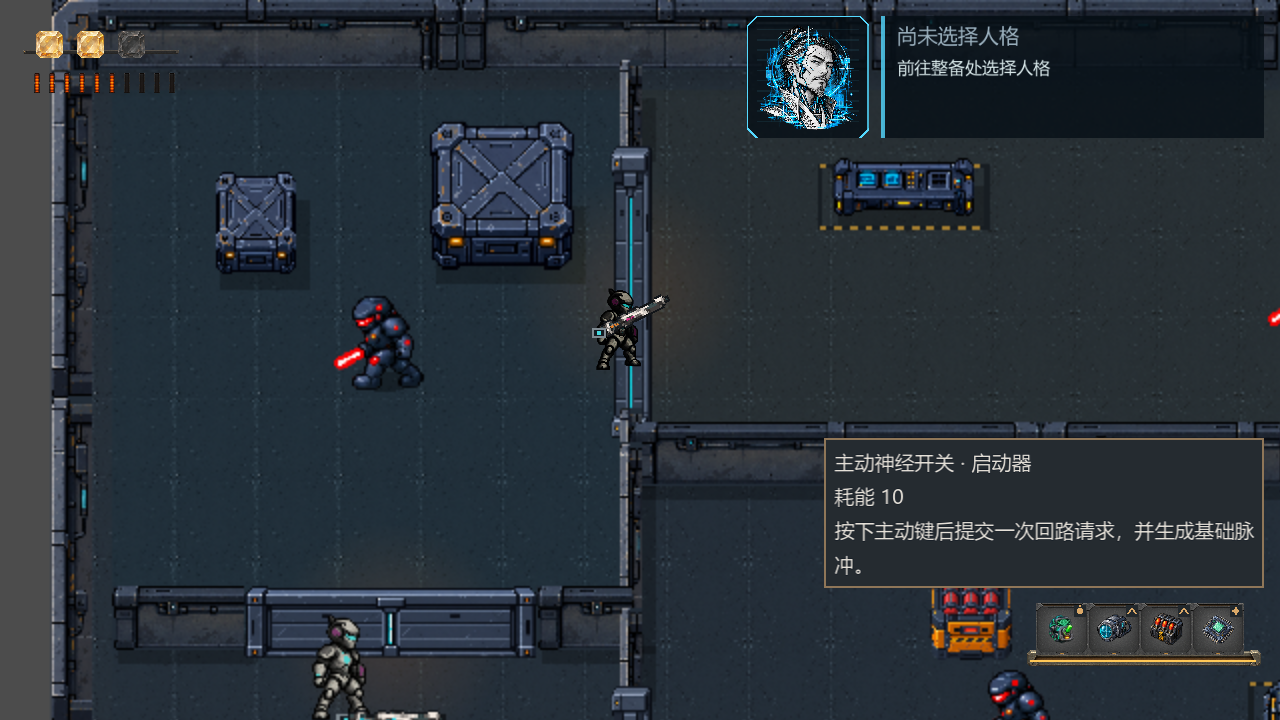 尚未选择人格
前往整备处选择人格
主动神经开关 · 启动器
耗能 10
按下主动键后提交一次回路请求，并生成基础脉
冲。